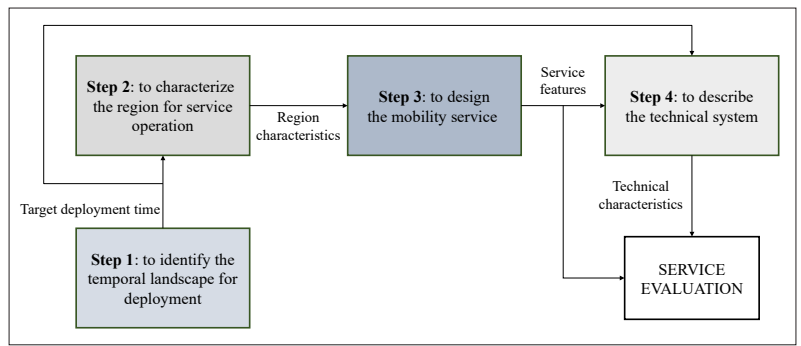 Step 2: to characterize
the region for service
operation
Region
characteristics
Step 3: to design
the mobility service
Service
features
Step 4: to describe
the technical system
Target deployment time
Technical
characteristics
Step 1: to identify the
temporal landscape for
deployment
SERVICE
EVALUATION